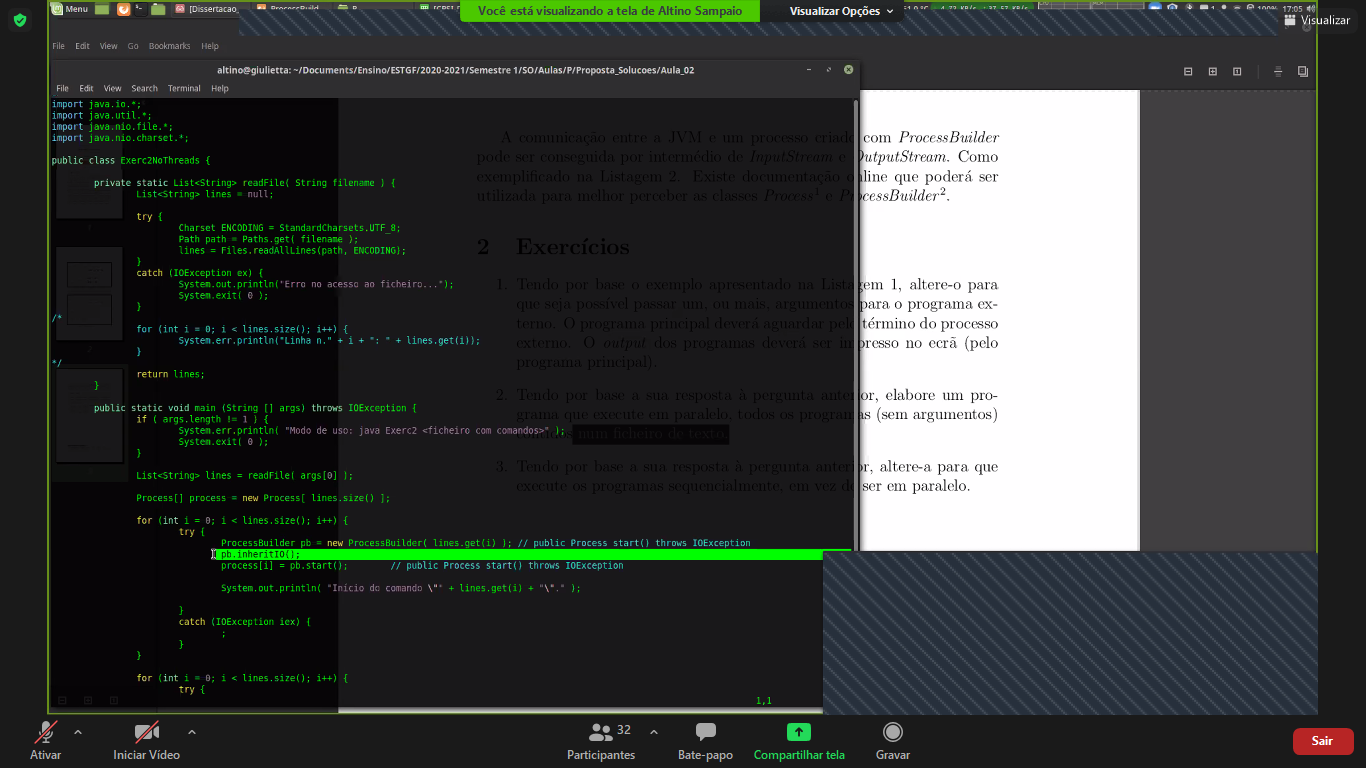 Você está visualizando a tela de Altino Sampaio
Visualizar Opções
Visualizar
Menu
[Dissertacao_
ProcessBuild
17:05
File Edit View Go Bookmarks Help
altino@giulietta: ~/Documents/Ensino/ESTGF/2020-2021/Semestre 1/SO/Aulas/P/Proposta_Solucoes/Aula_02
File Edit View Search Terminal Help
import java.io.*;
import java.util.*;
import java.nio.file.*;
import java.nio.charset.*;
public class Exerc2NoThreads {
private static List<String> readFile( String filename ) {
List<String> lines = null;
try {
Charset ENCODING = StandardCharsets.UTF_8;
Path path = Paths.get( filename );
lines = Files.readAllLines(path, ENCODING);
}
catch (IOException ex) {
System.out.println("Erro no acesso ao ficheiro...");
System.exit( 0 );
}
/*
for (int i = 0; i < lines.size(); i++) {
System.err.println("Linha n." + i + ": " + lines.get(i));
}
*/
return lines;
}
public static void main (String [] args) throws IOException {
if ( args.length != 1 ) {
System.err.println( "Modo de uso: java Exerc2 <ficheiro com comandos>" );
System.exit( 0 );
}
List<String> lines = readFile( args[0] );
Process[] process = new Process[ lines.size() ];
for (int i = 0; i < lines.size(); i++) {
try {
ProcessBuilder pb = new ProcessBuilder( lines.get(i) ); // public Process start() throws IOException
pb.inheritIO();
process[i] = pb.start(); // public Process start() throws IOException
System.out.println( "Inicio do comando \"" + lines.get(i) + "\"." );
}
catch (IOException iex) {
;
}
}
for (int i = 0; i < lines.size(); i++) {
try {
1,1
A comunicação entre a JVM e um processo criado com ProcessBuilder
pode ser conseguida por intermédio de InputStream e OutputStream. Como
exemplificado na Listagem 2. Existe documentação online que poderá ser
utilizada para melhor perceber as classes Process1 e ProcessBuilder2.
2 Exercícios
1. Tendo por base o exemplo apresentado na Listagem 1, altere-o para
que seja possível passar um, ou mais, argumentos para o programa ex-
terno. O programa principal deverá aguardar pelo término do processo
externo. O output dos programas deverá ser impresso no ecrã (pelo
programa principal).
2. Tendo por base a sua resposta à pergunta anterior, elabore um pro-
grama que execute em paralelo, todos os programas (sem argumentos)
contidos num ficheiro de texto.
3. Tendo por base a sua resposta à pergunta anterior, altere-a para que
execute os programas sequencialmente, em vez de ser em paralelo.
Ativar
Iniciar Vídeo
Participantes
32
Bate-papo
Compartilhar tela
Gravar
Sair